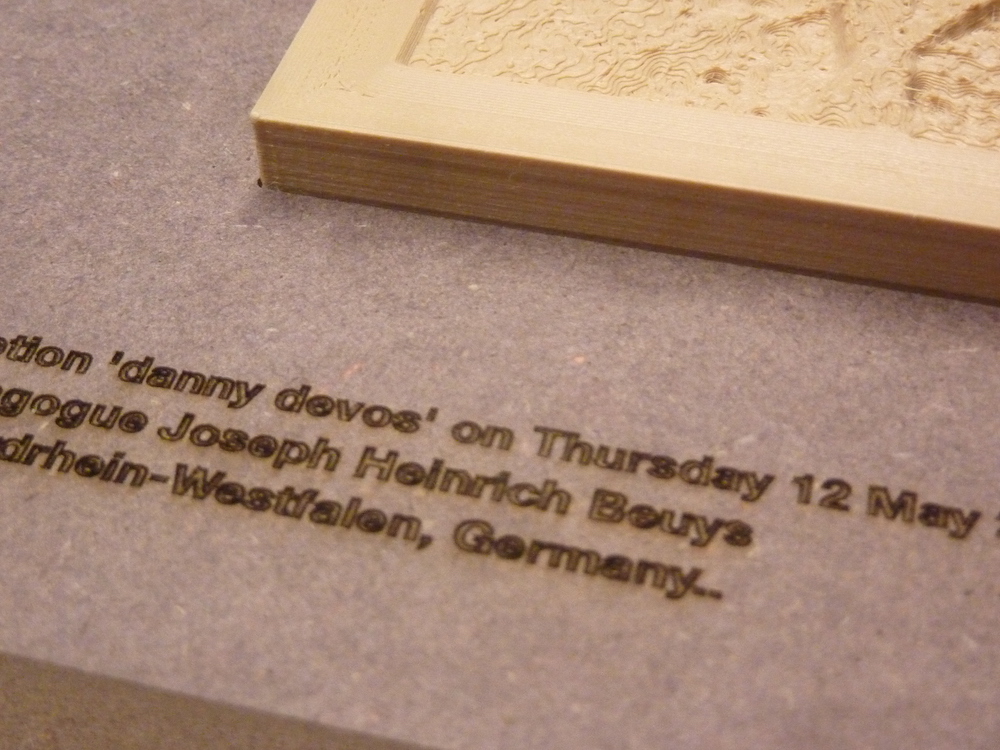 'danny devos' on Thursday 12 May
Joseph Heinrich Beuys
Germany...